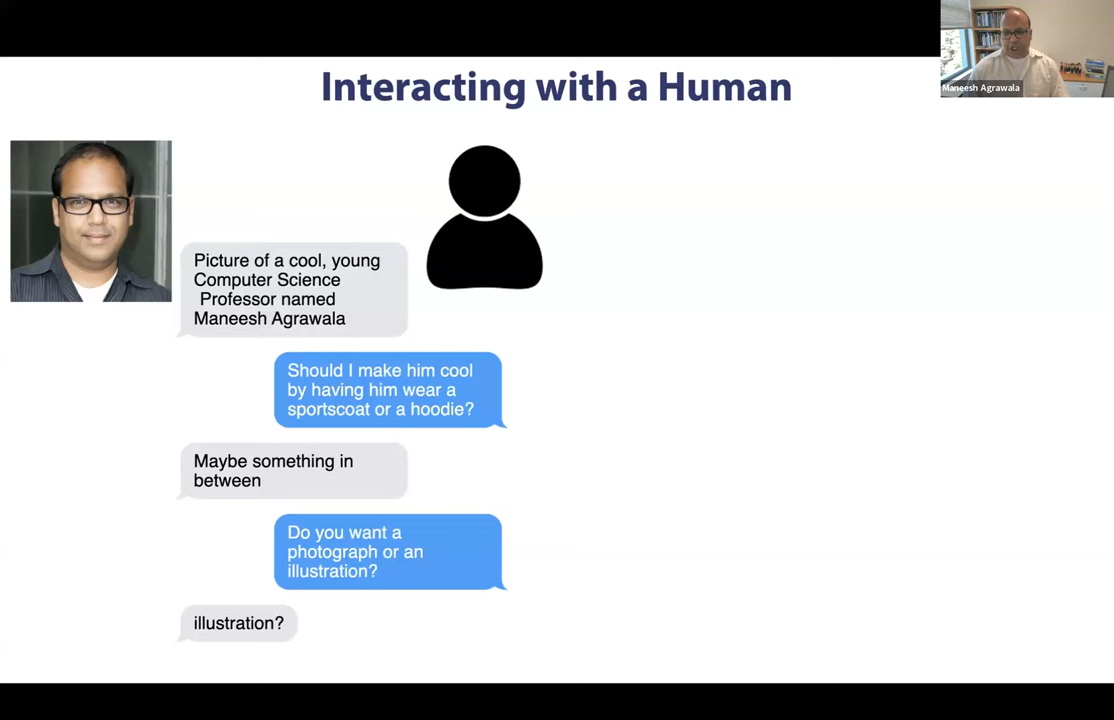 Interacting with a Human
Maneesh Agrawala
Picture of a cool, young
Computer Science
Professor named
Maneesh Agrawala
Should I make him cool
by having him wear a
sportscoat or a hoodie?
Maybe something in
between
Do you want a
photograph or an
illustration?
illustration?